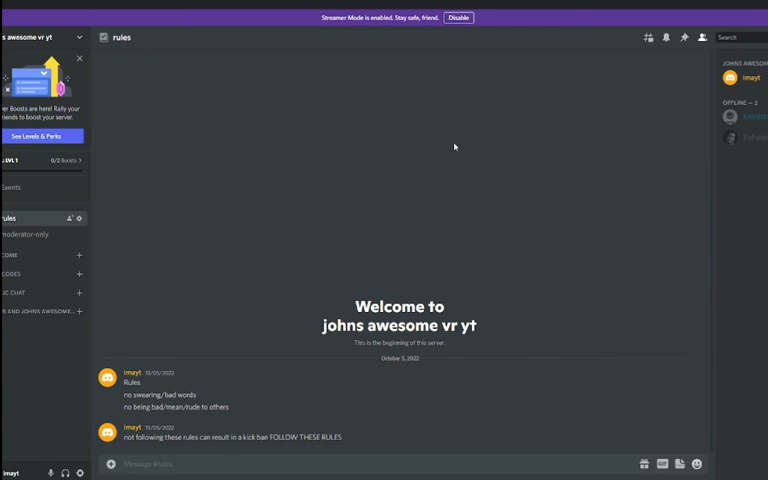 Streamer Mode is enabled. Stay safe, friend. Disable
s awesome vr yt
rules
Search
ver Boosts are here! Rally your
riends to boost your server.
See Levels & Perks
LVL 1 0/2 Boosts
Events
rules
moderator-only
COME
CODES
IC CHAT
S AND JOHNS AWESOME...
Welcome to
johns awesome vr yt
This is the beginning of this server.
October 5, 2022
imayt 10/05/2022
Rules
no swearing/bad words
no being bad/mean/rude to others
imayt 10/05/2022
not following these rules can result in a kick ban FOLLOW THESE RULES
Message #rules
GIF
imayt
JOHNS AWESOM
imayt
OFFLINE — 2